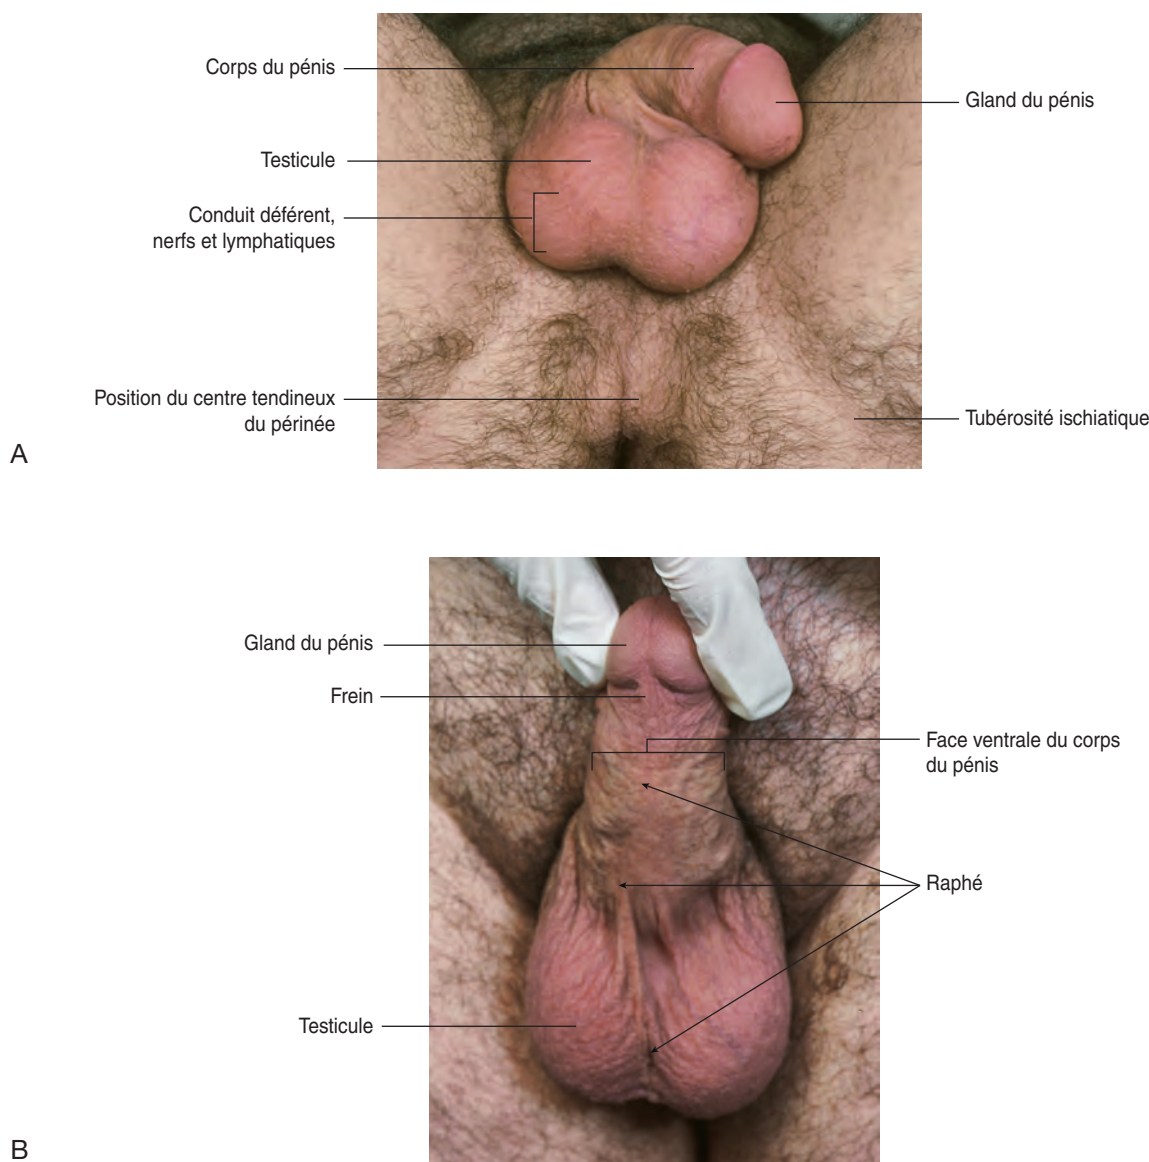 Corps du pénis
Gland du pénis
Testicule
Conduit déférent,
nerfs et lymphatiques
Position du centre tendineux
du périnée
Tubérosité ischiatique
A
Gland du pénis
Frein
Face ventrale du corps
du pénis
Raphé
Testicule
B